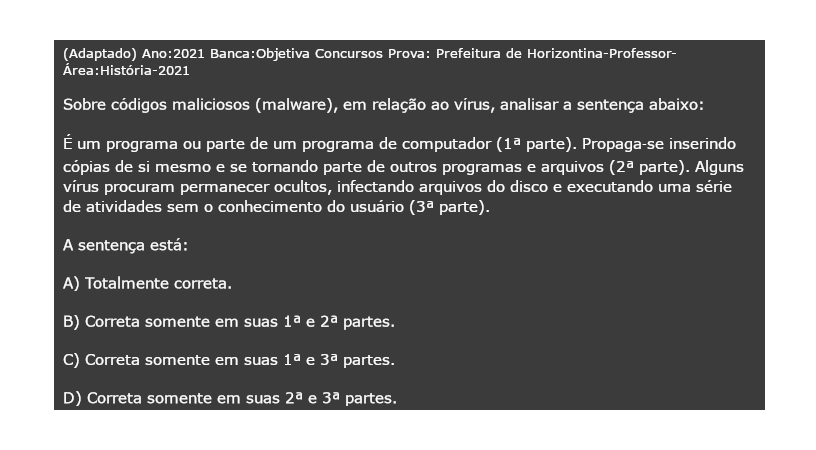 (Adaptado) Ano:2021 Banca:Objetiva Concursos Prova: Prefeitura de Horizontina-Professor-
Área:História-2021
Sobre códigos maliciosos (malware), em relação ao vírus, analisar a sentença abaixo:
É um programa ou parte de um programa de computador (1ª parte). Propaga-se inserindo
cópias de si mesmo e se tornando parte de outros programas e arquivos (2ª parte). Alguns
vírus procuram permanecer ocultos, infectando arquivos do disco e executando uma série
de atividades sem o conhecimento do usuário (3ª parte).
A sentença está:
A) Totalmente correta.
B) Correta somente em suas 1ª e 2ª partes.
C) Correta somente em suas 1ª e 3ª partes.
D) Correta somente em suas 2ª e 3ª partes.